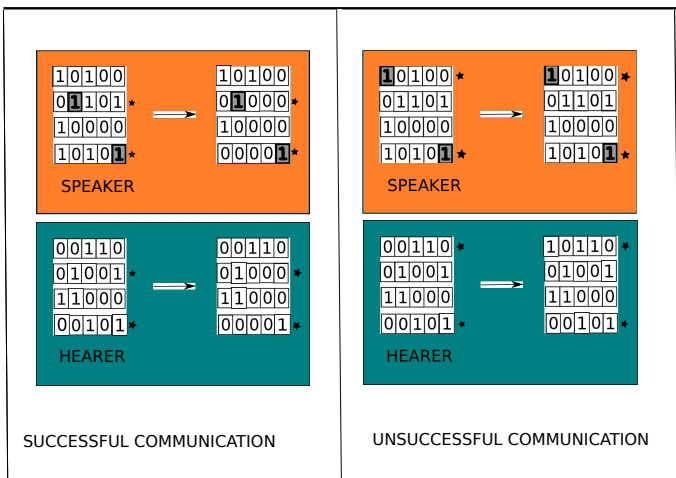 10100 10100
01101 01000
10000 10000
10101 00001
SPEAKER
00110 00110
01001 01000
11000 11000
00101 00001
HEARER
SUCCESSFUL COMMUNICATION
10100 10100
01101 01101
10000 10000
10101 10101
SPEAKER
00110 10110
01001 01001
11000 11000
00101 00101
HEARER
UNSUCCESSFUL COMMUNICATION